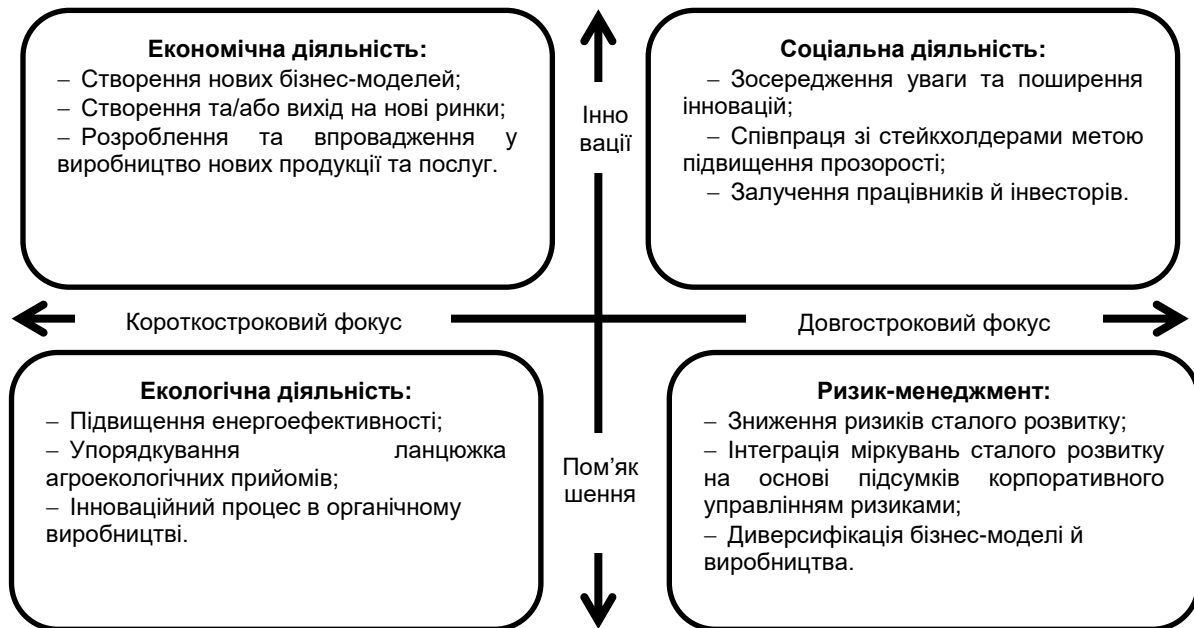 Економічна діяльність:
– Створення нових бізнес-моделей;
– Створення та/або вихід на нові ринки;
– Розроблення та впровадження у
виробництво нових продукції та послуг.
Інно
вації
Соціальна діяльність:
– Зосередження уваги та поширення
інновацій;
– Співпраця зі стейкхолдерами метою
підвищення прозорості;
– Залучення працівників й інвесторів.
Короткостроковий фокус
Довгостроковий фокус
Екологічна діяльність:
– Підвищення енергоефективності;
– Упорядкування ланцюжка
агроекологічних прийомів;
– Інноваційний процес в органічному
виробництві.
Пом’як
шення
Ризик-менеджмент:
– Зниження ризиків сталого розвитку;
– Інтеграція міркувань сталого розвитку
на основі підсумків корпоративного
управлінням ризиками;
– Диверсифікація бізнес-моделі й
виробництва.